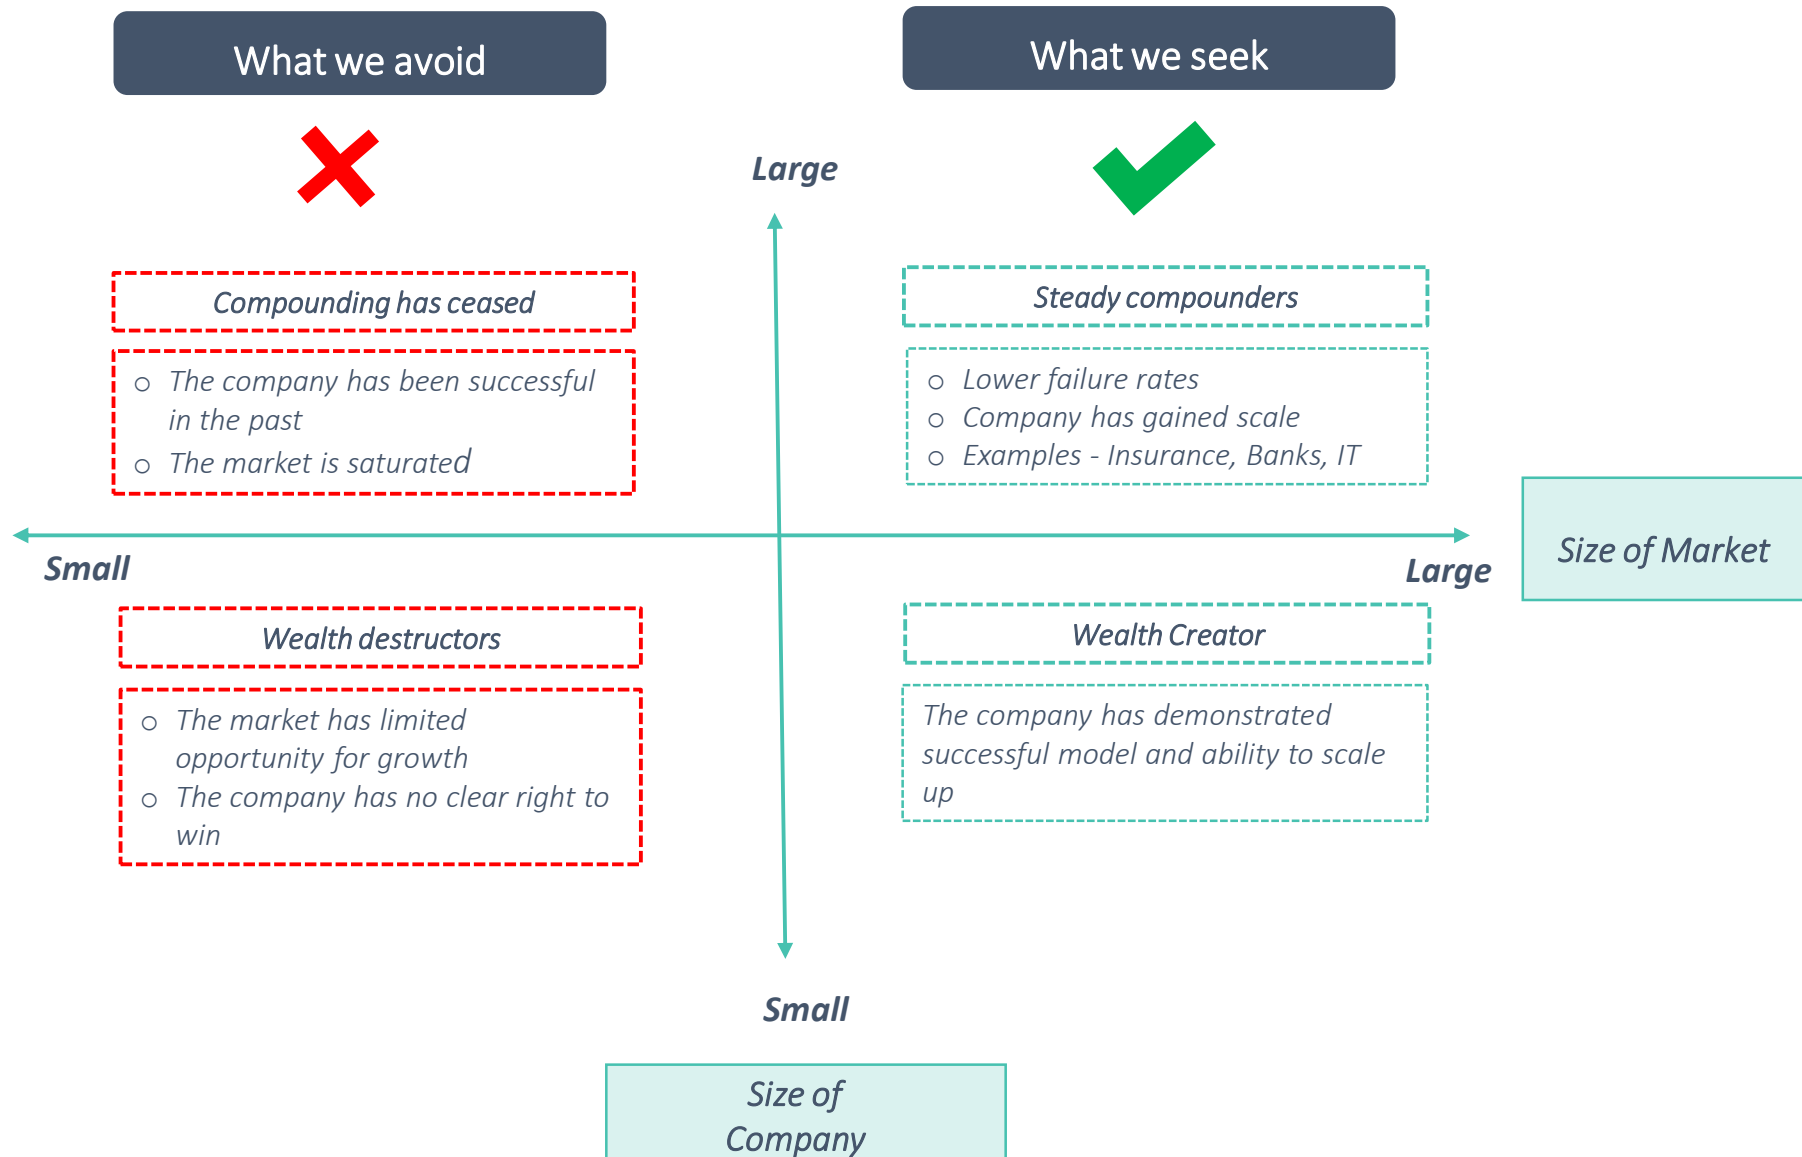 What we avoid
What we seek
Large
Compounding has ceased
Steady compounders
o The company has been successful
in the past
o The market is saturated
o Lower failure rates
o Company has gained scale
o Examples - Insurance, Banks, IT
Size of Market
Small
Large
Wealth destructors
Wealth Creator
o The market has limited
opportunity for growth
o The company has no clear right to
win
The company has demonstrated
successful model and ability to scale
up
Small
Size of
Company